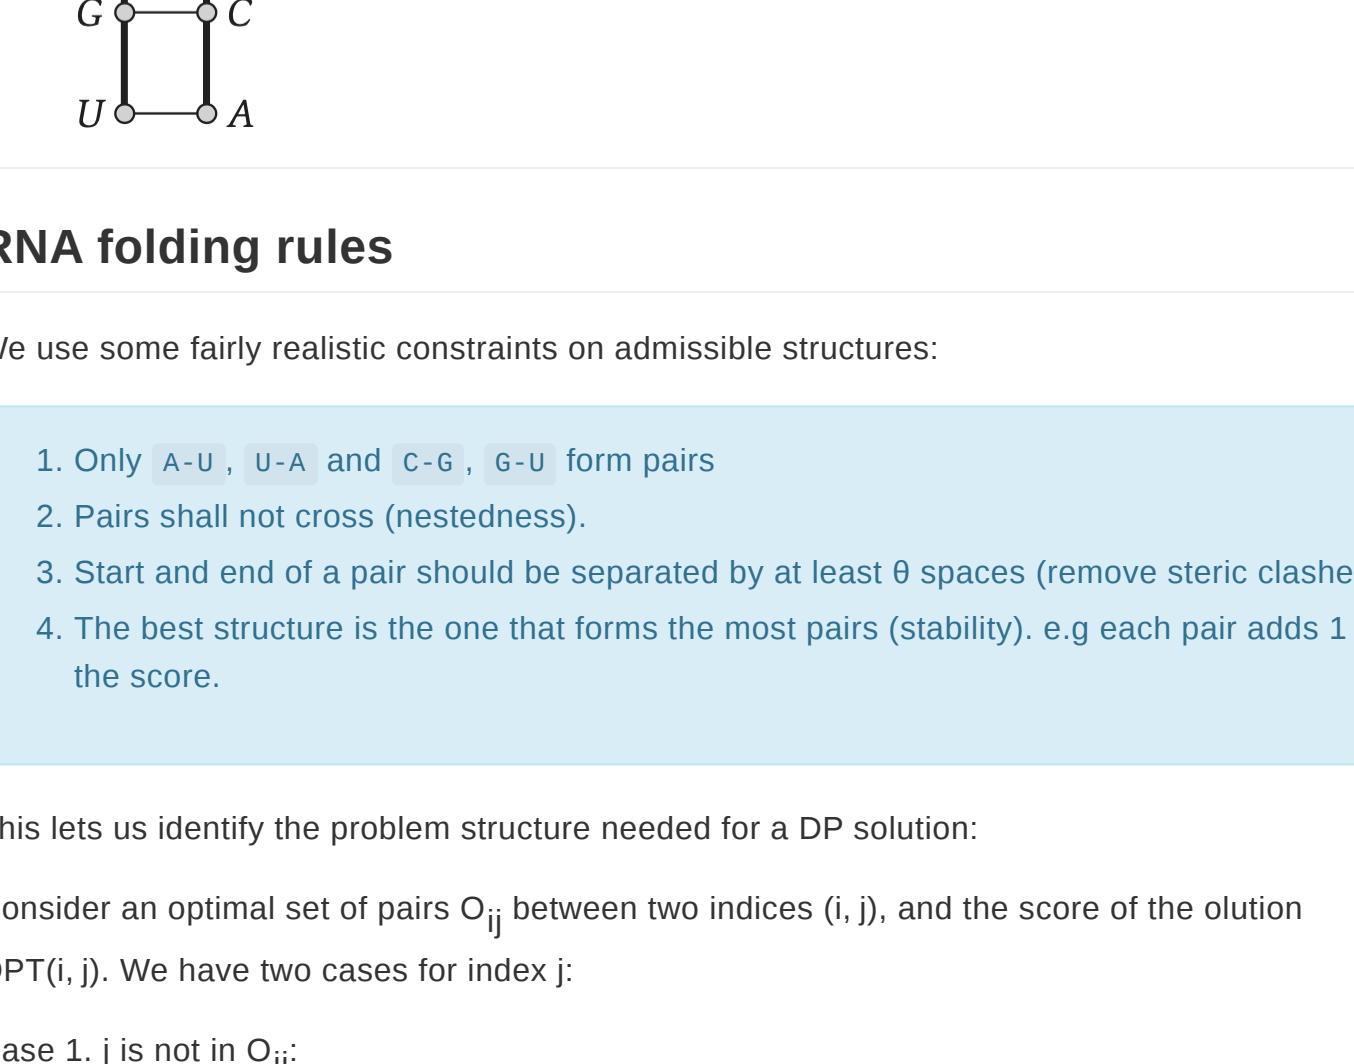 G C
U A
RNA folding rules
We use some fairly realistic constraints on admissible structures:
1. Only A-U, U-A and C-G, G-U form pairs
2. Pairs shall not cross (nestedness).
3. Start and end of a pair should be separated by at least θ spaces (remove steric clashe
4. The best structure is the one that forms the most pairs (stability). e.g each pair adds 1
the score.
his lets us identify the problem structure needed for a DP solution:
onsider an optimal set of pairs Oij between two indices (i, j), and the score of the olution
OPT(i, j). We have two cases for index j:
ase 1. j is not in Oij: